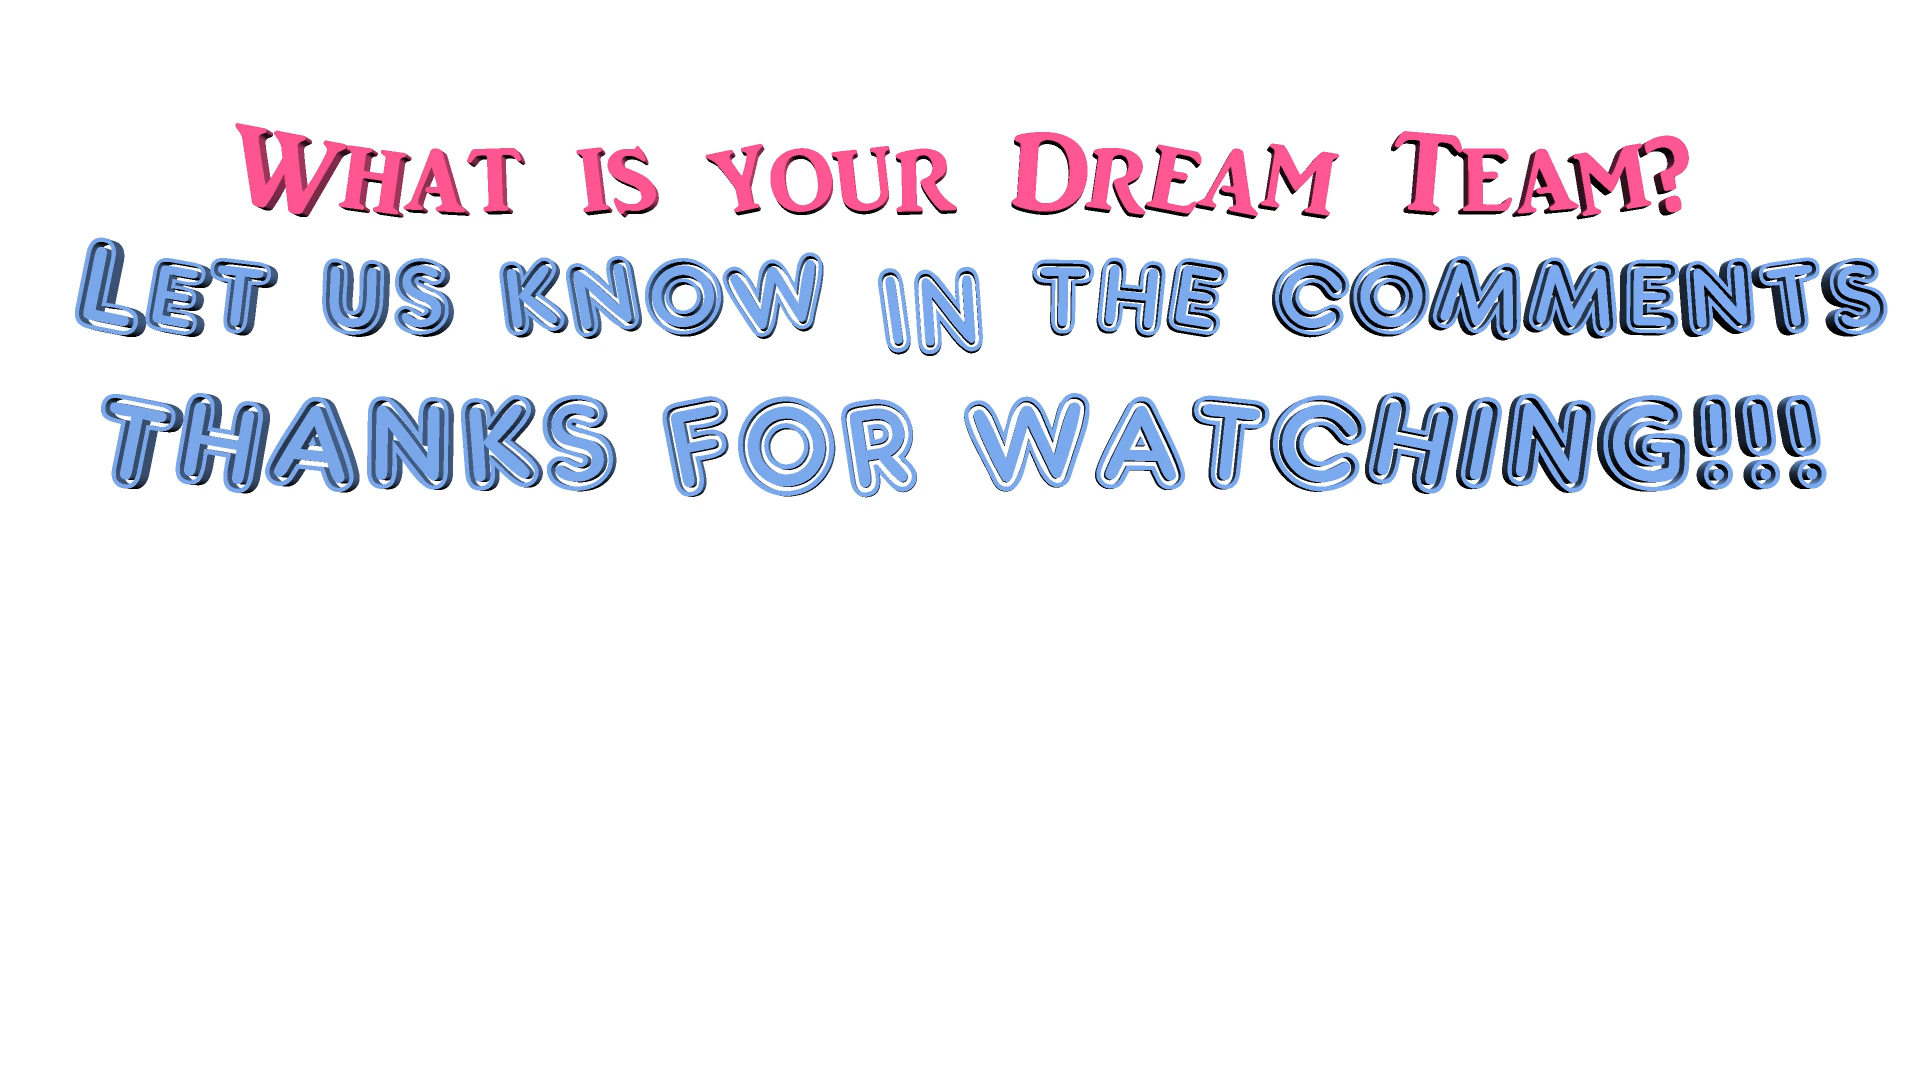 What is your Dream Team?
Let us know in the comments
THANKS FOR WATCHING!!!